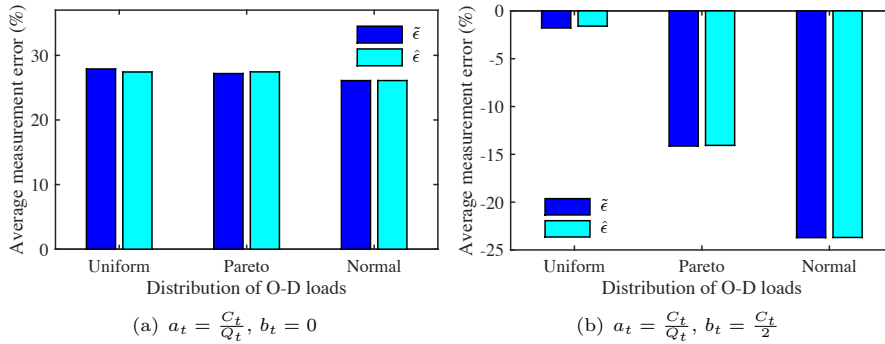 Average measurement error (%)
30
20
10
0
ϵ̃
ϵ̂
Uniform Pareto Normal
Distribution of O-D loads
(a) a_t = C_t/Q_t, b_t = 0
Average measurement error (%)
0
-5
-10
-15
-20
-25
ϵ̃
ϵ̂
Uniform Pareto Normal
Distribution of O-D loads
(b) a_t = C_t/Q_t, b_t = C_t/2